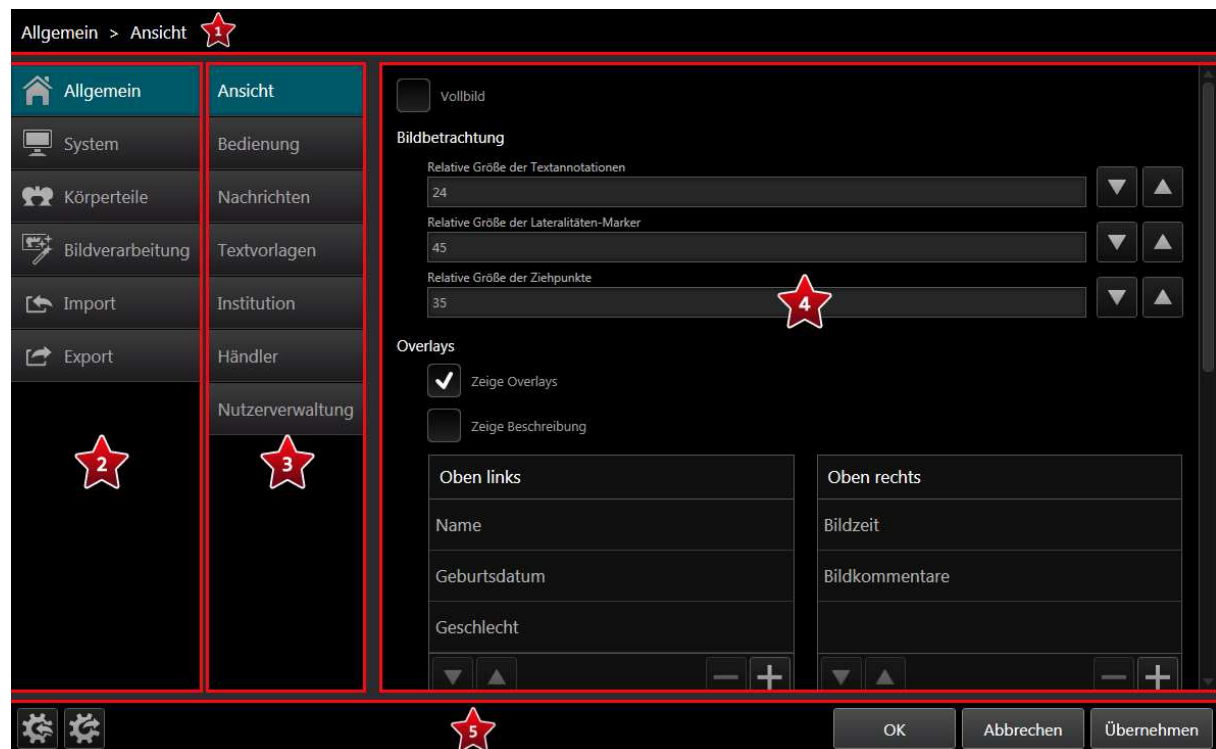 Allgemein > Ansicht 1
Allgemein
System
Körperteile
Bildverarbeitung
Import
Export
2
Ansicht
Bedienung
Nachrichten
Textvorlagen
Institution
Händler
Nutzerverwaltung
3
Vollbild
Bildbetrachtung
Relative Größe der Textannotationen
24
Relative Größe der Lateralitäten-Marker
45
Relative Größe der Ziehpunkte
35
4
Overlays
Zeige Overlays
Zeige Beschreibung
Oben links
Name
Geburtsdatum
Geschlecht
Oben rechts
Bildzeit
Bildkommentare
5
OK
Abbrechen
Übernehmen